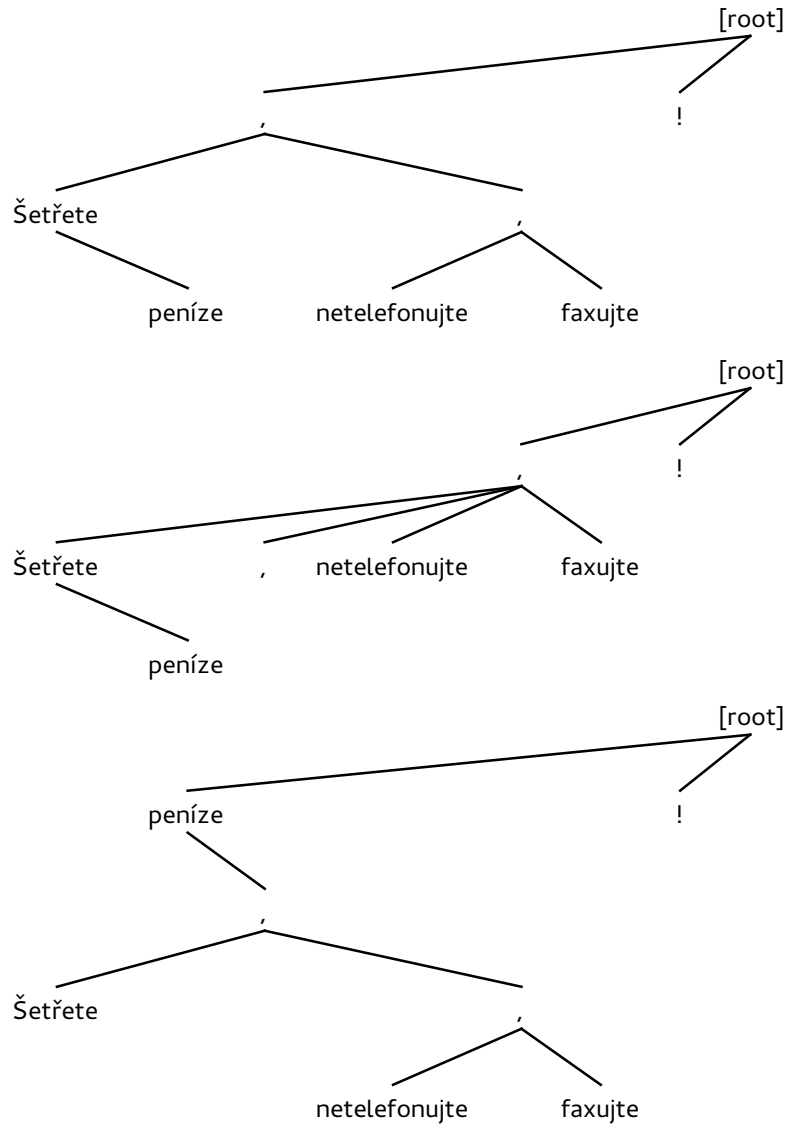 [root]
, !
Šetřete ,
peníze netelefonujte faxujte
[root]
, !
Šetřete , netelefonujte faxujte
peníze
[root]
peníze !
,
Šetřete ,
netelefonujte faxujte